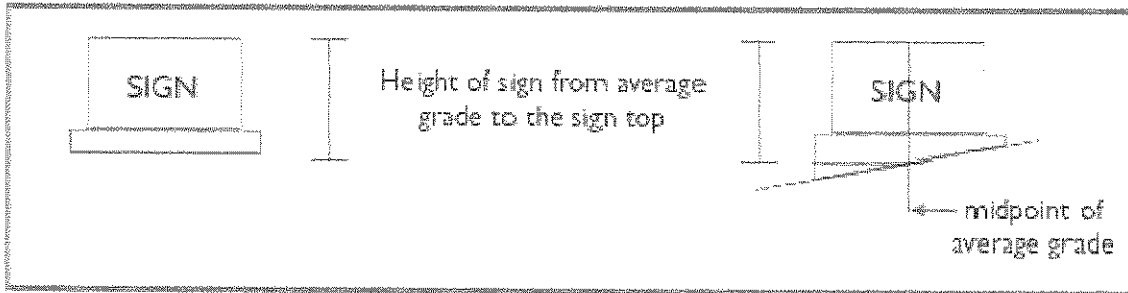 SIGN
Height of sign from average
grade to the sign top
SIGN
midpoint of
average grade